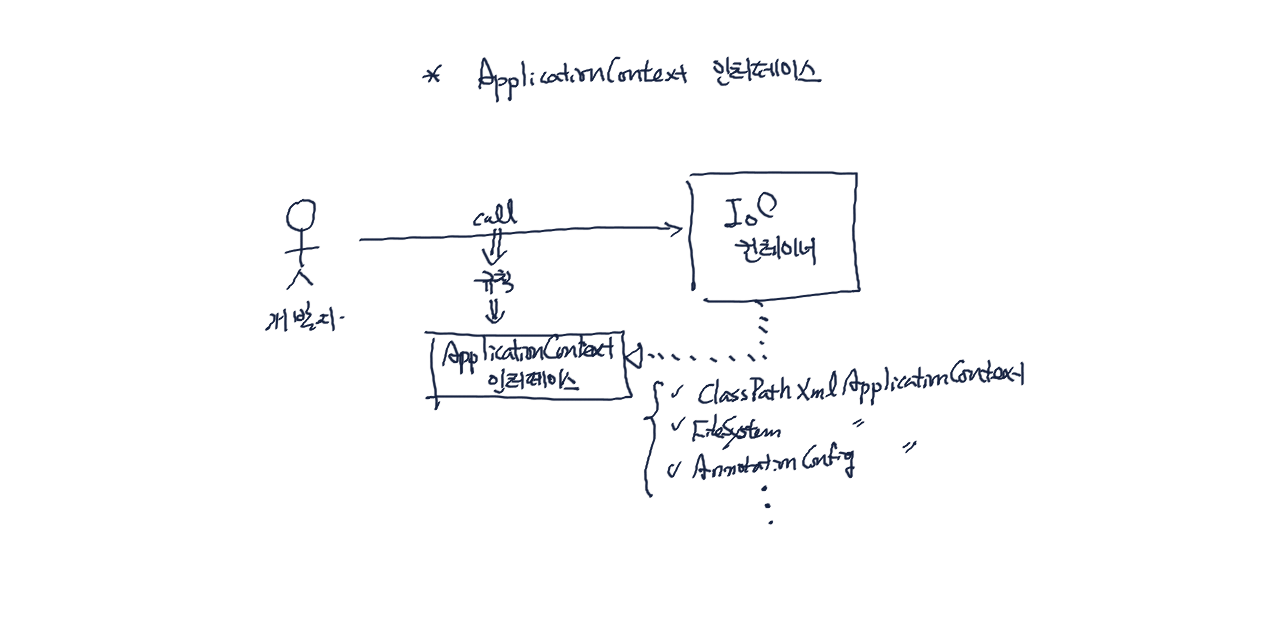 * ApplicationContext 인터페이스
call
IoC
컨테이너
규칙
개발자
ApplicationContext
인터페이스
✓ ClassPathXmlApplicationContext
✓ FileSystem 〃
✓ AnnotationConfig 〃